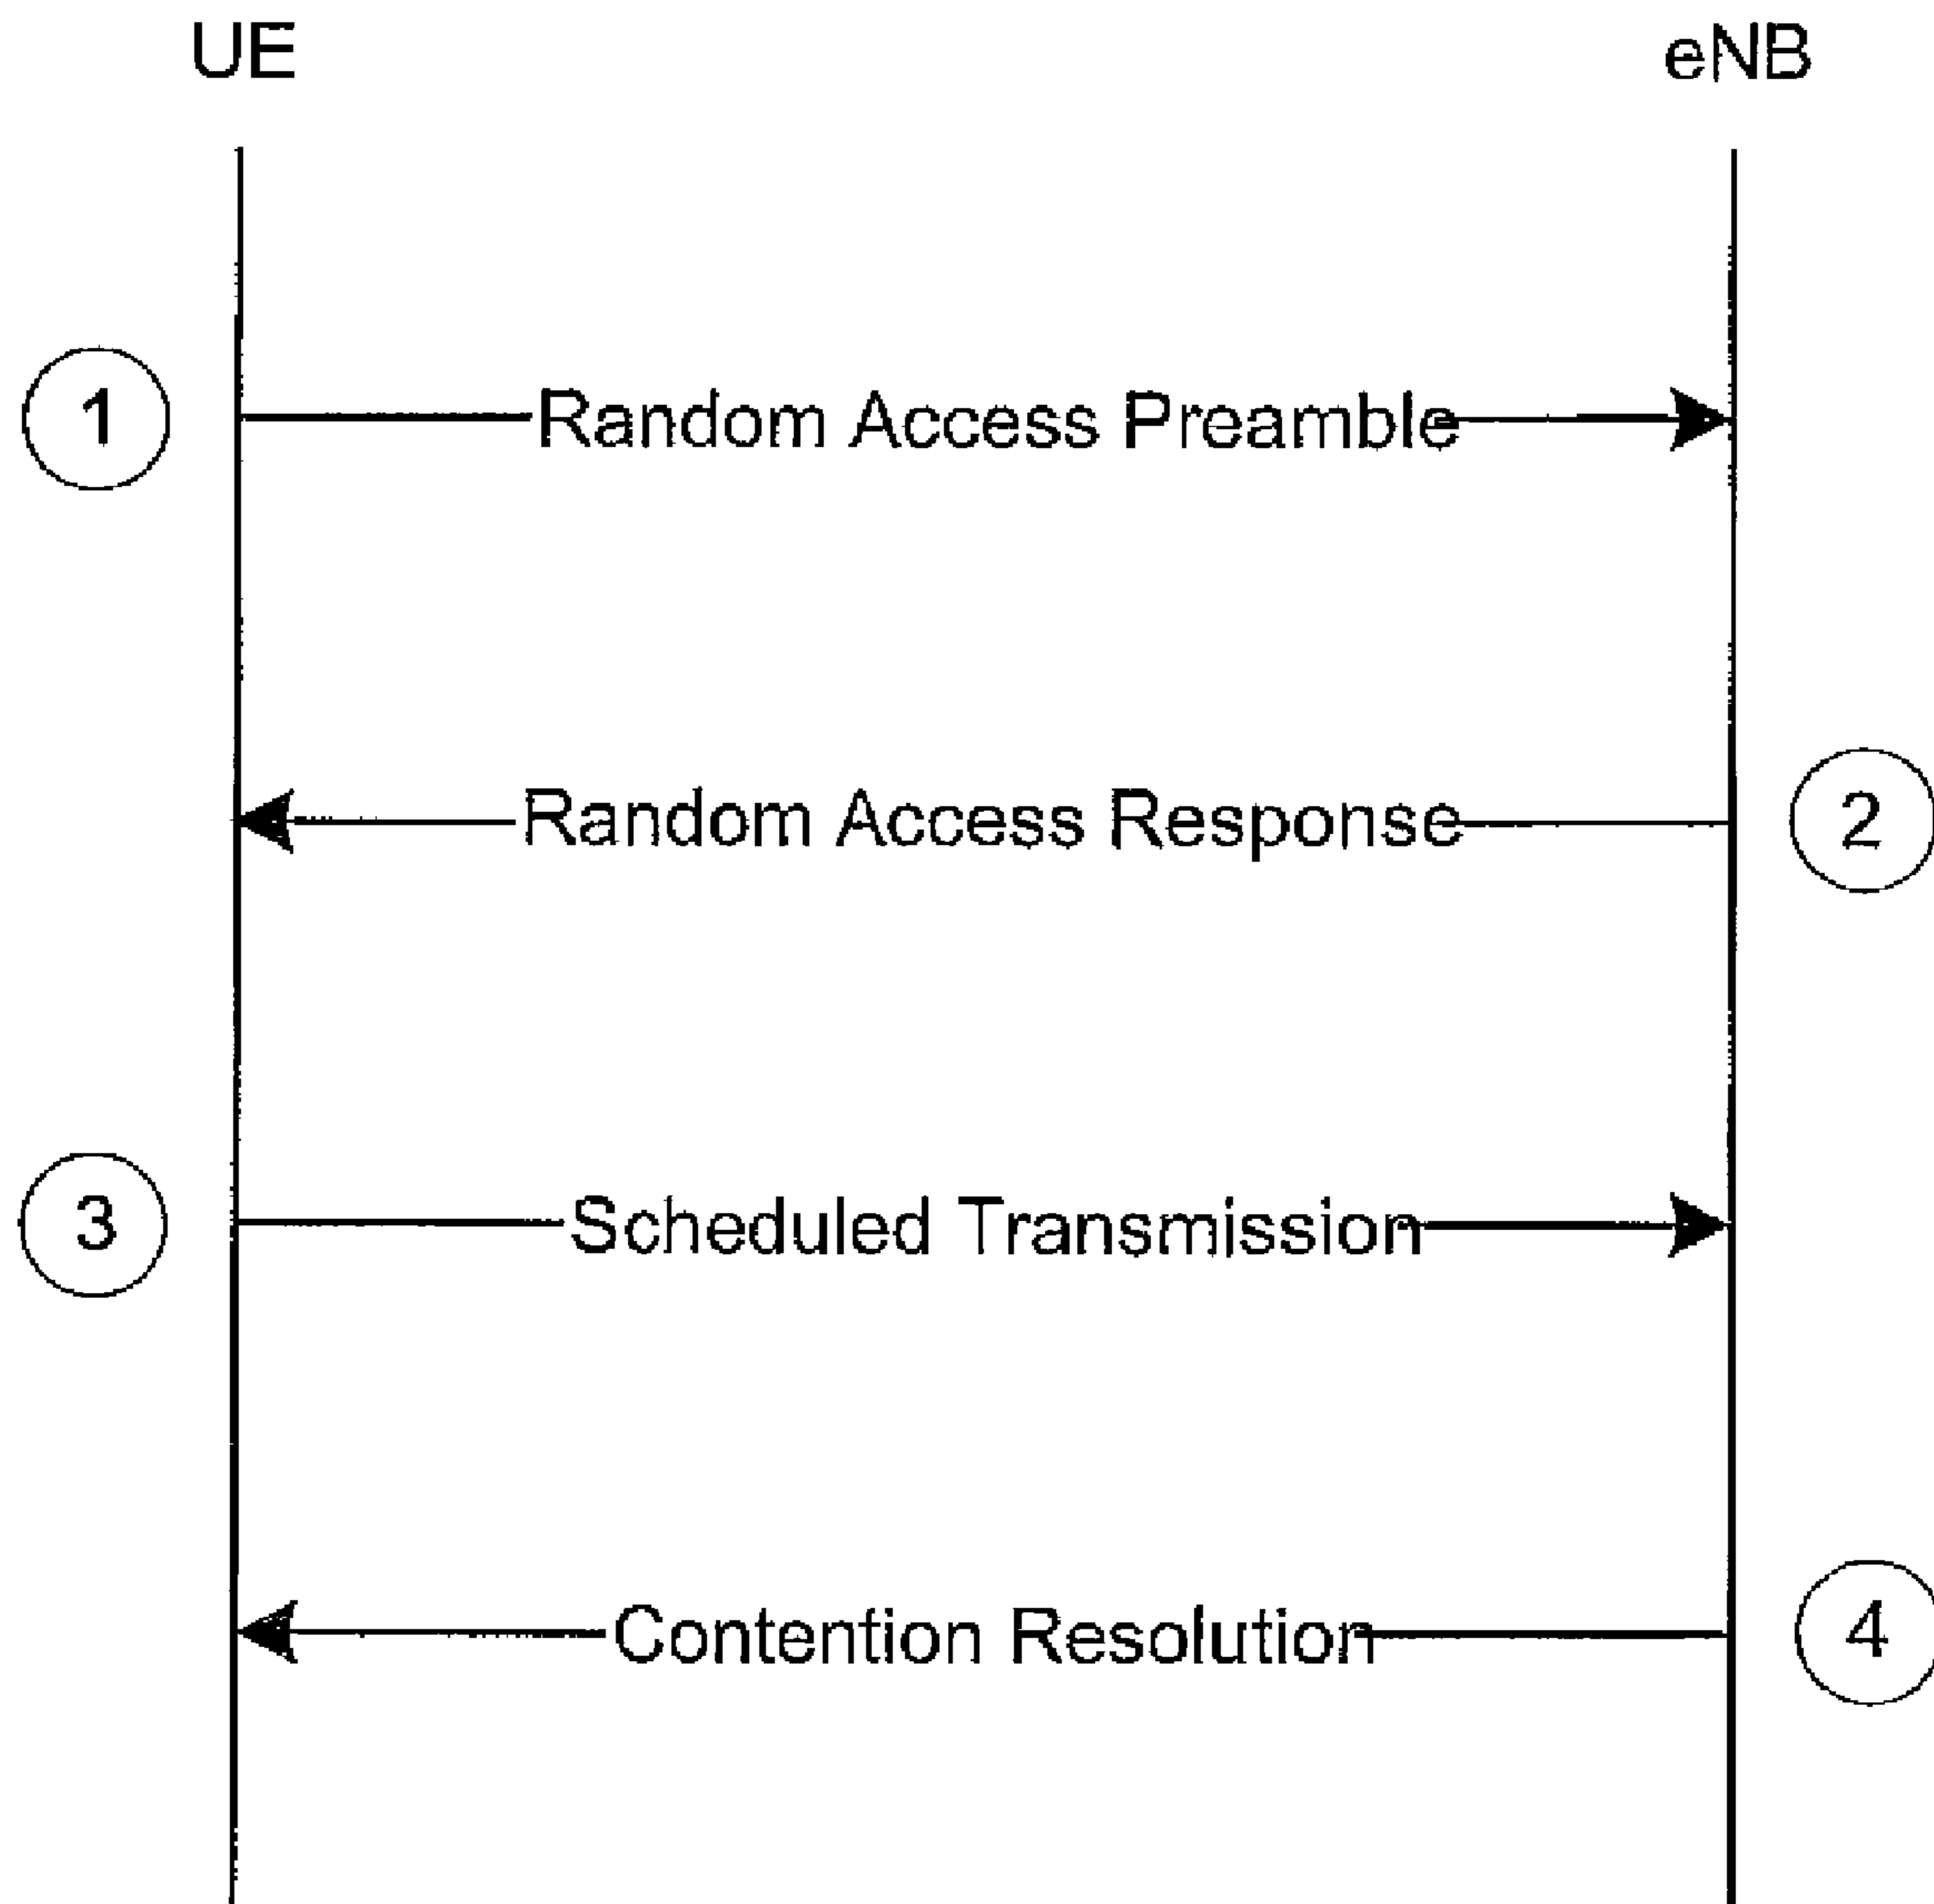 UE eNB
1 Random Access Preamble
Random Access Response 2
3 Scheduled Transmission
Contention Resolution 4